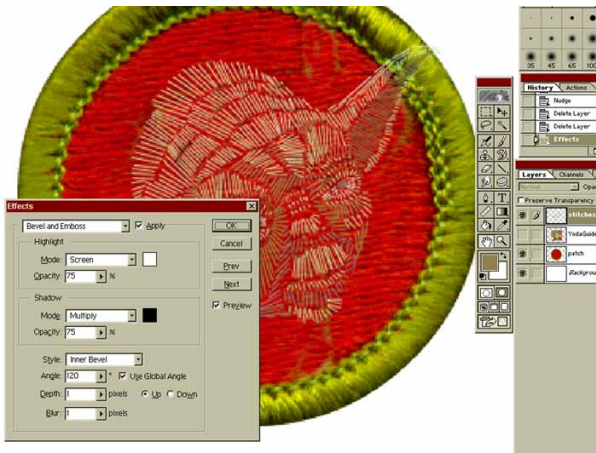 35 45 65 100
History Actions
Nudge
Delete Layer
Delete Layer
Effects
Layers Channels
Normal Opa
Preserve Transparency
stitches
YodaGuide
patch
Backgrou
Effects
Bevel and Emboss Apply
OK
Cancel
Prev
Next
Preview
Highlight
Mode: Screen
Opacity: 75 %
Shadow
Mode: Multiply
Opacity: 75 %
Style: Inner Bevel
Angle: 120 ° Use Global Angle
Depth: 1 pixels Up Down
Blur: 1 pixels
T